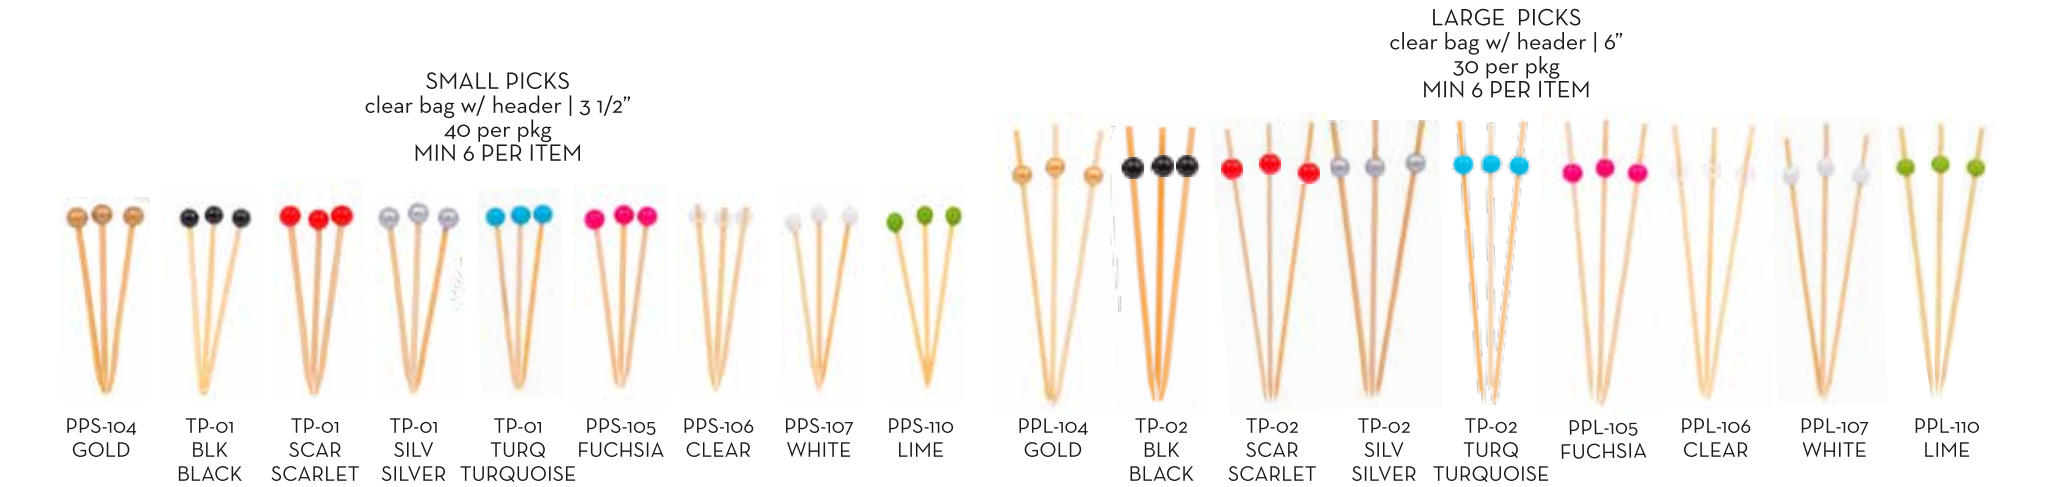 SMALL PICKS
clear bag w/ header | 3 1/2”
40 per pkg
MIN 6 PER ITEM
PPS-104
GOLD
TP-01
BLK
BLACK
TP-01
SCAR
SCARLET
TP-01
SILV
SILVER
TP-01
TURQ
TURQUOISE
PPS-105
FUCHSIA
PPS-106
CLEAR
PPS-107
WHITE
PPS-110
LIME
LARGE PICKS
clear bag w/ header | 6”
30 per pkg
MIN 6 PER ITEM
PPL-104
GOLD
TP-02
BLK
BLACK
TP-02
SCAR
SCARLET
TP-02
SILV
SILVER
TP-02
TURQ
TURQUOISE
PPL-105
FUCHSIA
PPL-106
CLEAR
PPL-107
WHITE
PPL-110
LIME